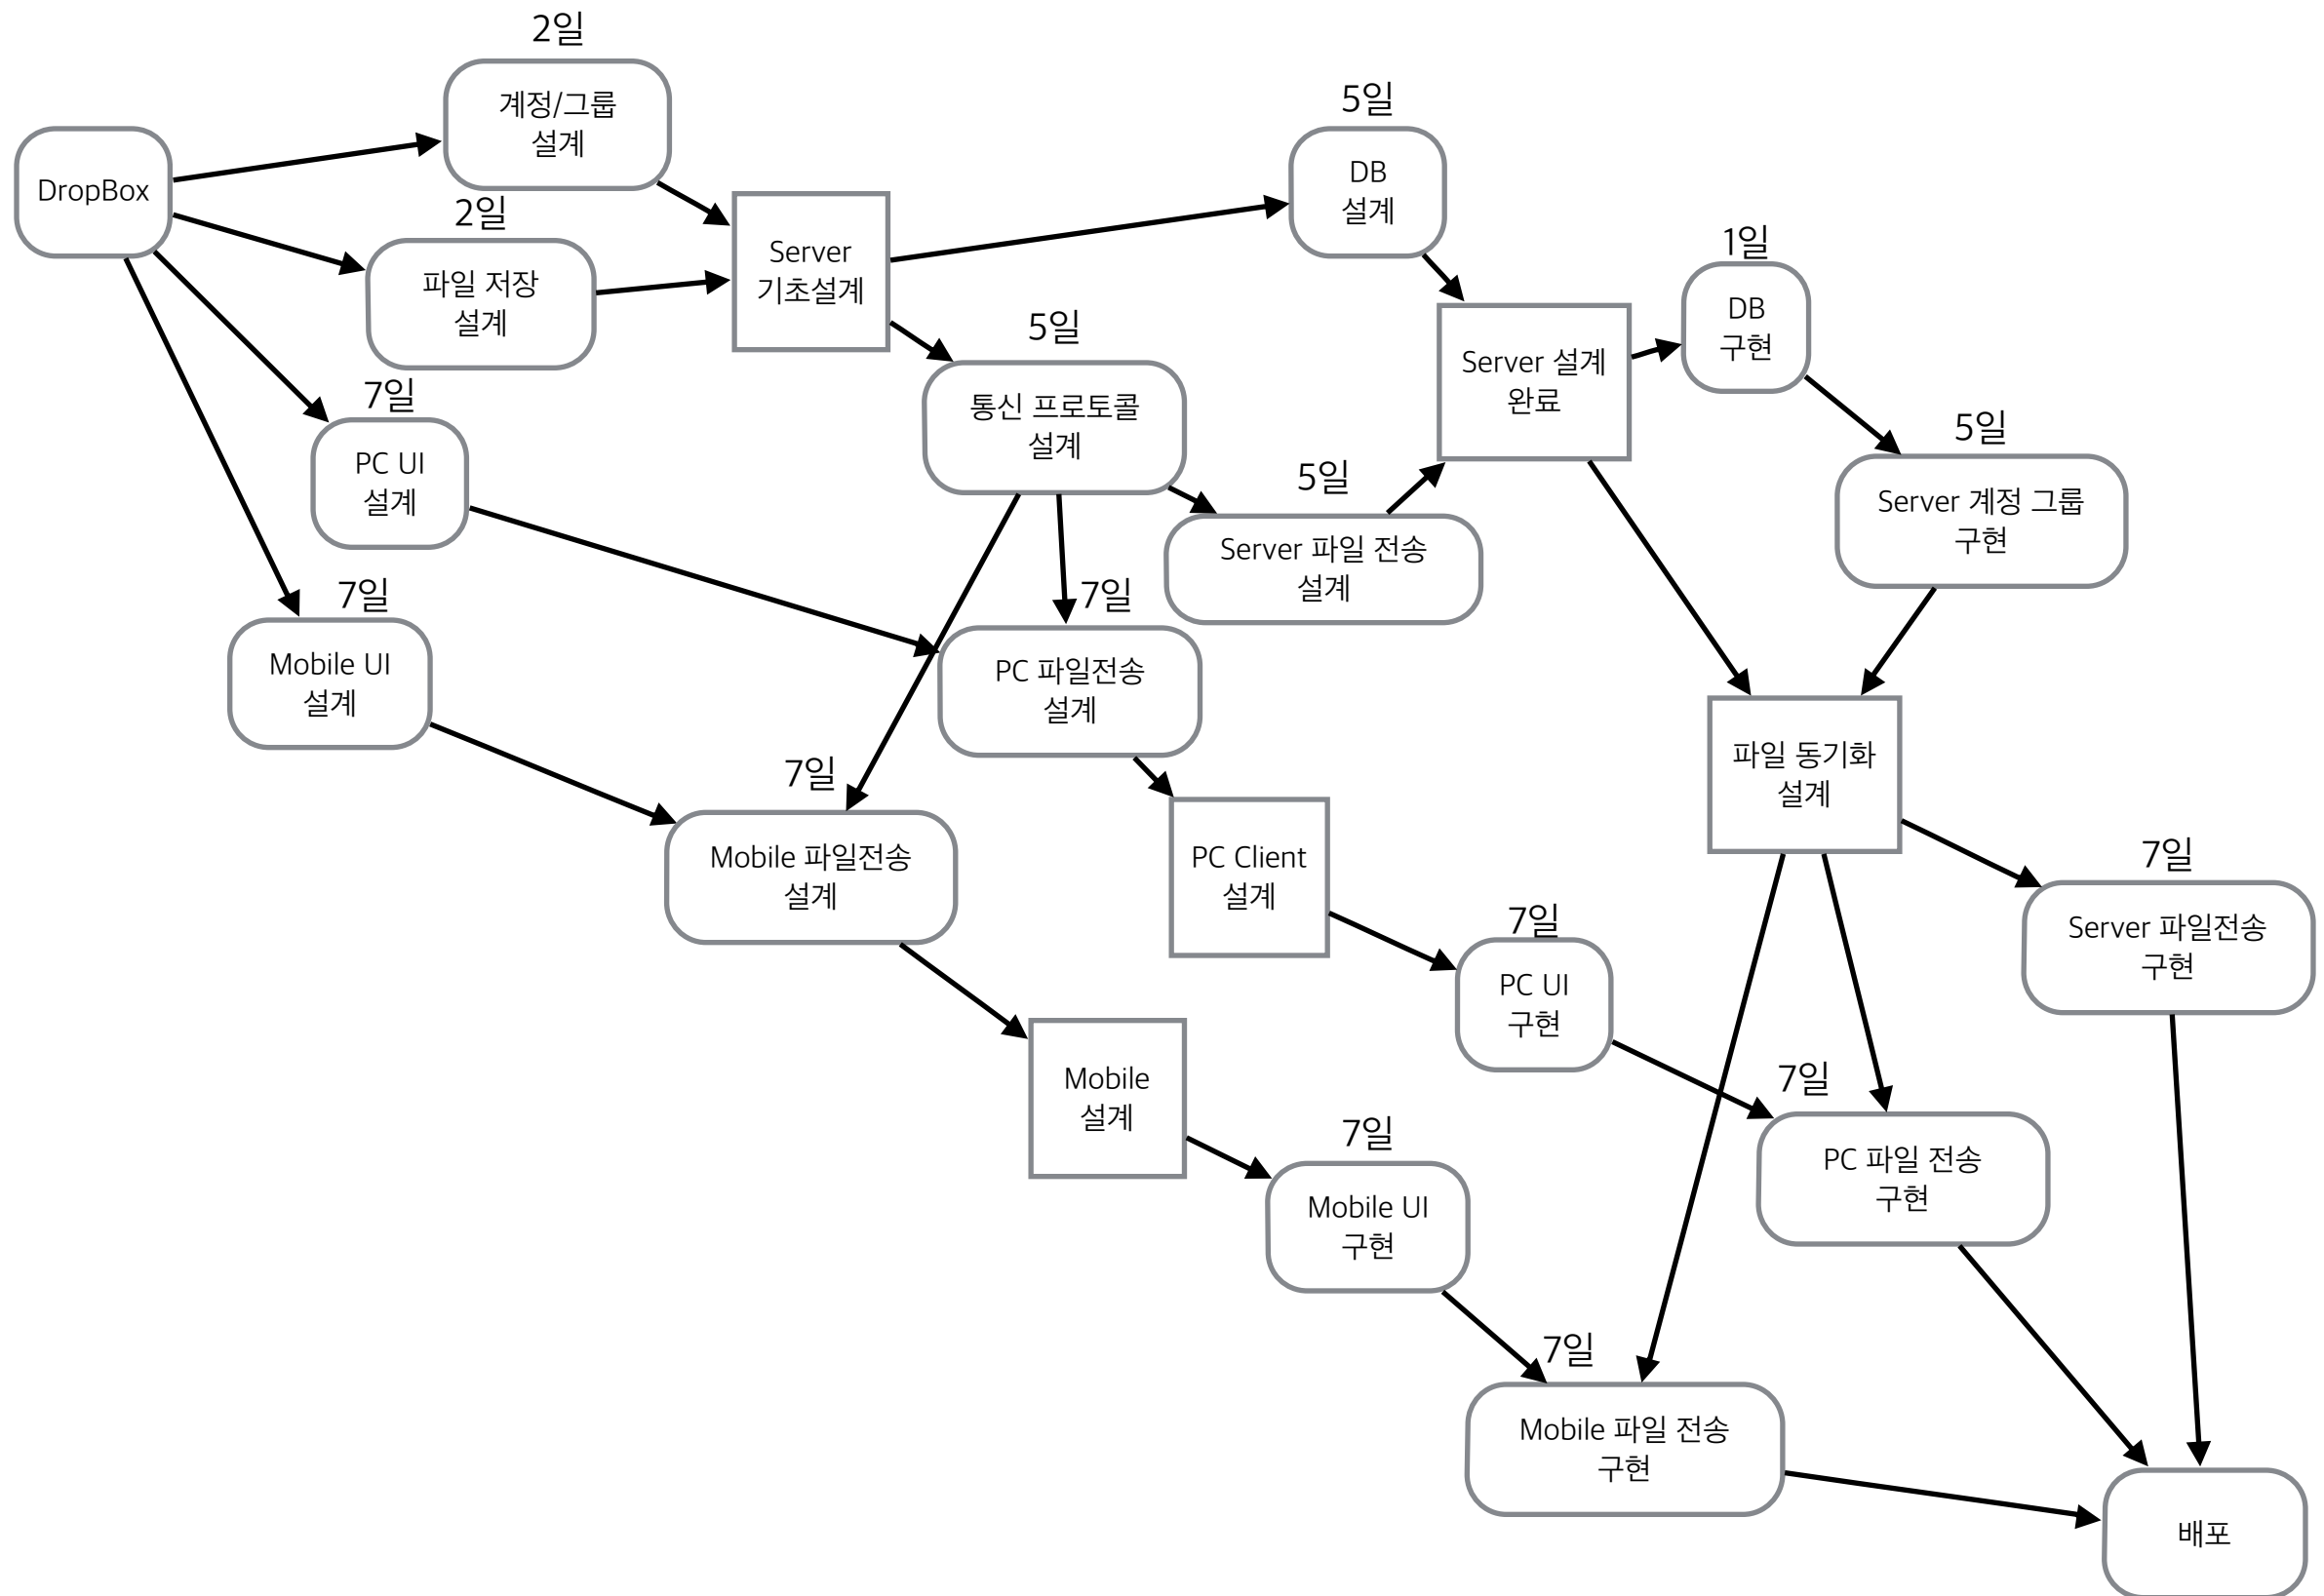 2일
계정/그룹
설계
5일
DB
설계
DropBox
2일
파일 저장
설계
Server
기초설계
1일
DB
구현
5일
통신 프로토콜
설계
Server 설계
완료
7일
PC UI
설계
5일
Server 계정 그룹
구현
5일
Server 파일 전송
설계
7일
Mobile UI
설계
7일
PC 파일전송
설계
파일 동기화
설계
7일
Mobile 파일전송
설계
PC Client
설계
7일
Server 파일전송
구현
7일
PC UI
구현
Mobile
설계
7일
PC 파일 전송
구현
7일
Mobile UI
구현
7일
Mobile 파일 전송
구현
배포